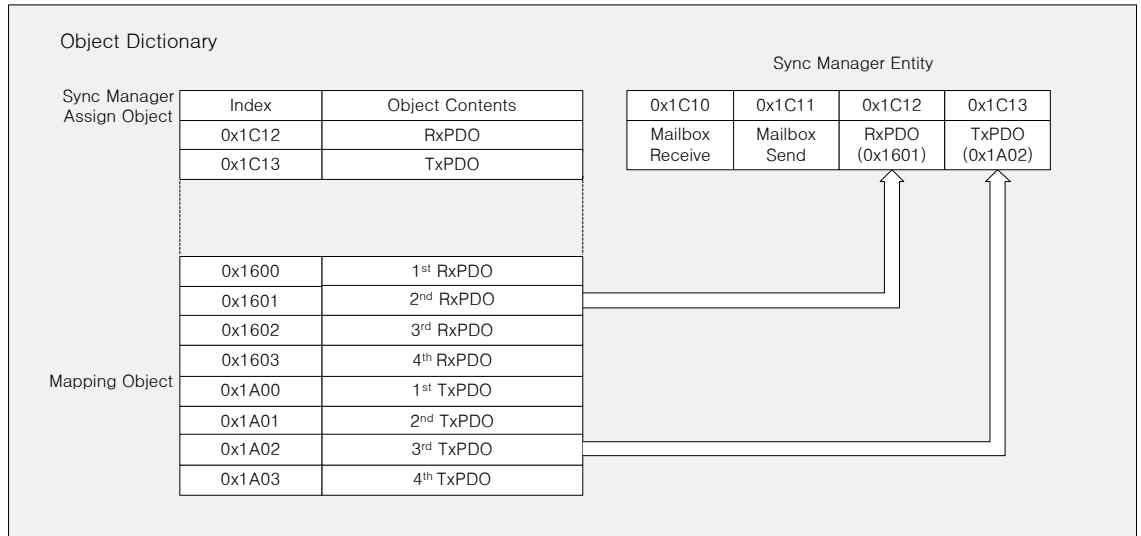 Object Dictionary
Sync Manager Entity
Sync Manager
Assign Object
Index Object Contents
0x1C12 RxPDO
0x1C13 TxPDO
0x1C10 0x1C11 0x1C12 0x1C13
Mailbox Receive Mailbox Send RxPDO (0x1601) TxPDO (0x1A02)
0x1600 1st RxPDO
0x1601 2nd RxPDO
0x1602 3rd RxPDO
0x1603 4th RxPDO
Mapping Object
0x1A00 1st TxPDO
0x1A01 2nd TxPDO
0x1A02 3rd TxPDO
0x1A03 4th TxPDO